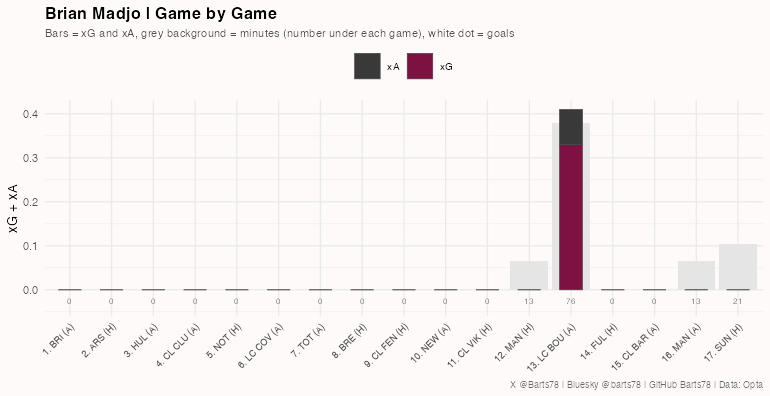 Brian Madjo | Game by Game
Bars = xG and xA, grey background = minutes (number under each game), white dot = goals
xA xG
xG + xA
0.4
0.3
0.2
0.1
0.0
0 0 0 0 0 0 0 0 0 0 0 13 76 0 0 13 21
1. BRI (A)
2. ARS (H)
3. HUL (A)
4. CL CLU (A)
5. NOT (H)
6. LC COV (A)
7. TOT (A)
8. BRE (H)
9. CL FEN (H)
10. NEW (A)
11. CL VIK (H)
12. MAN (H)
13. LC BOU (A)
14. FUL (H)
15. CL BAR (A)
16. MAN (A)
17. SUN (H)
X @Barts78 | Bluesky @barts78 | GitHub Barts78 | Data: Opta